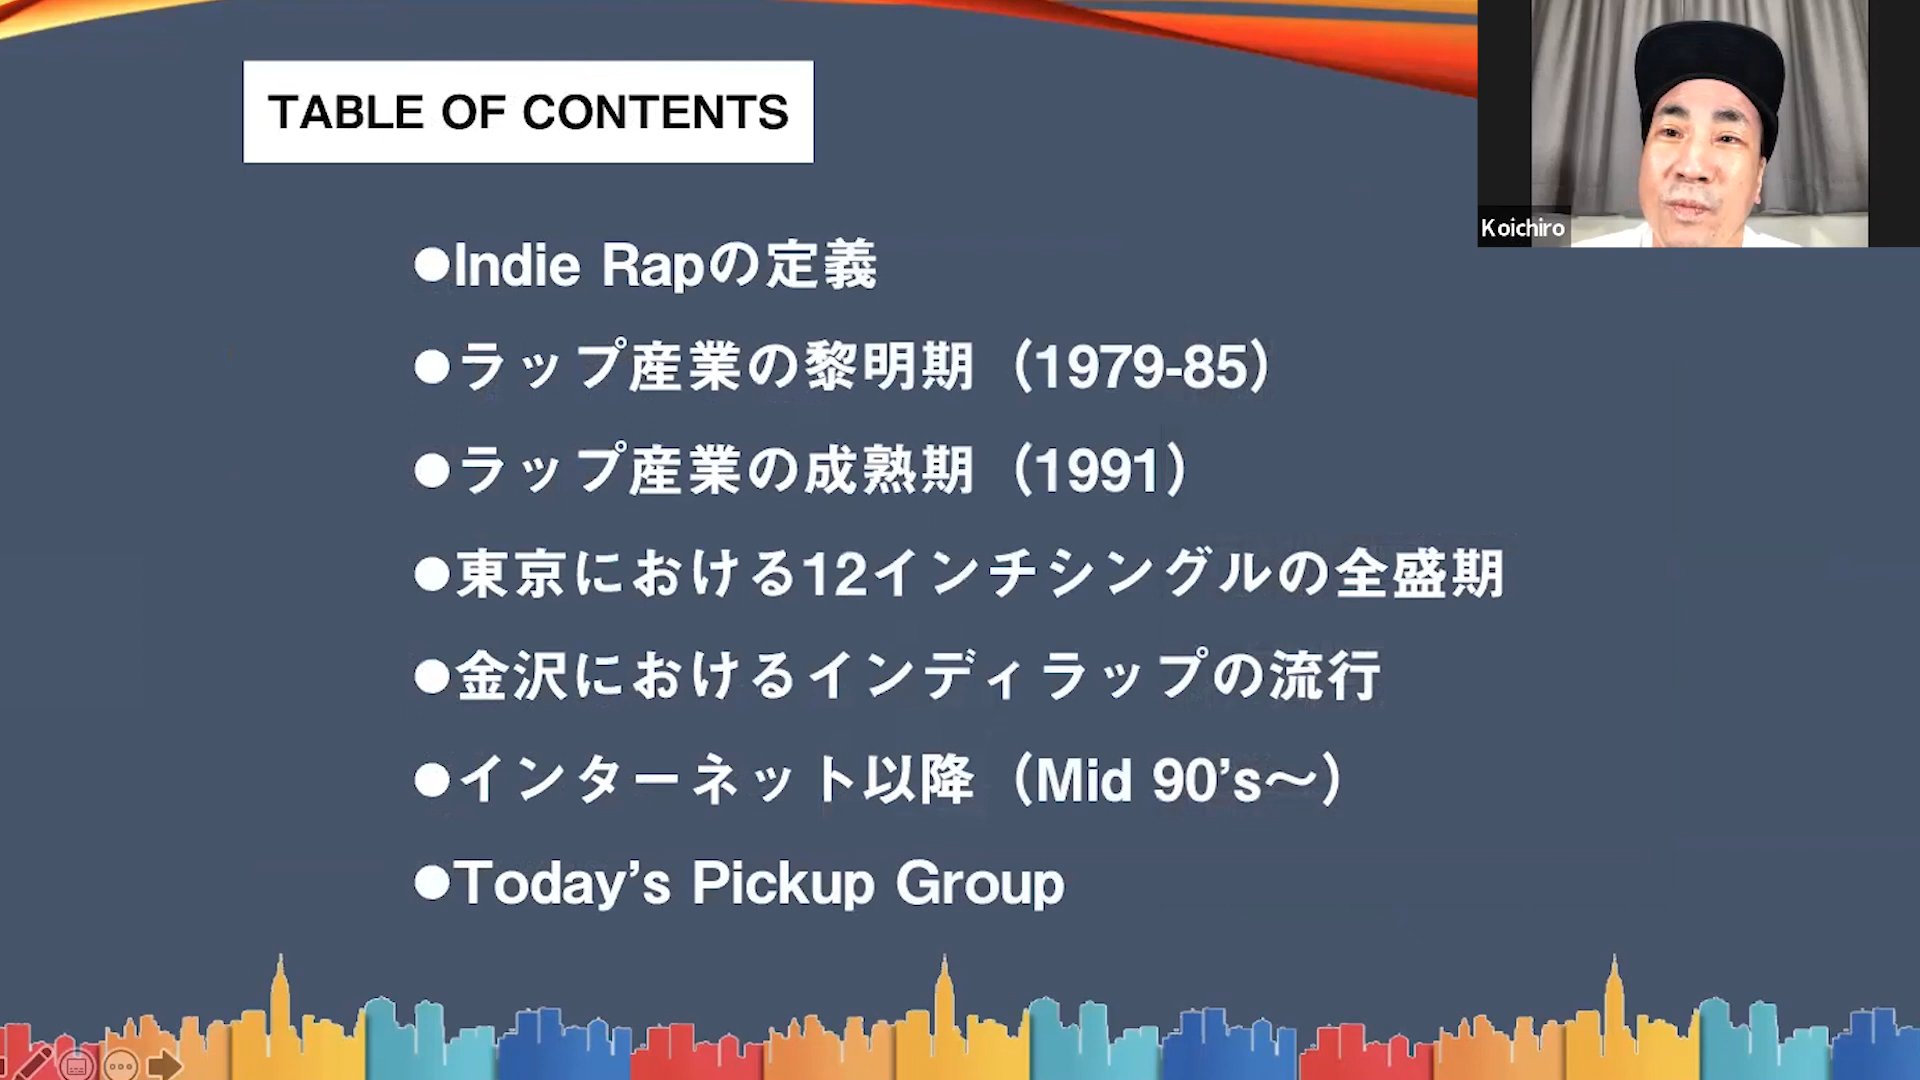 TABLE OF CONTENTS
Koichiro
●Indie Rapの定義
●ラップ産業の黎明期（1979-85）
●ラップ産業の成熟期（1991）
●東京における12インチシングルの全盛期
●金沢におけるインディラップの流行
●インターネット以降（Mid 90’s～）
●Today’s Pickup Group